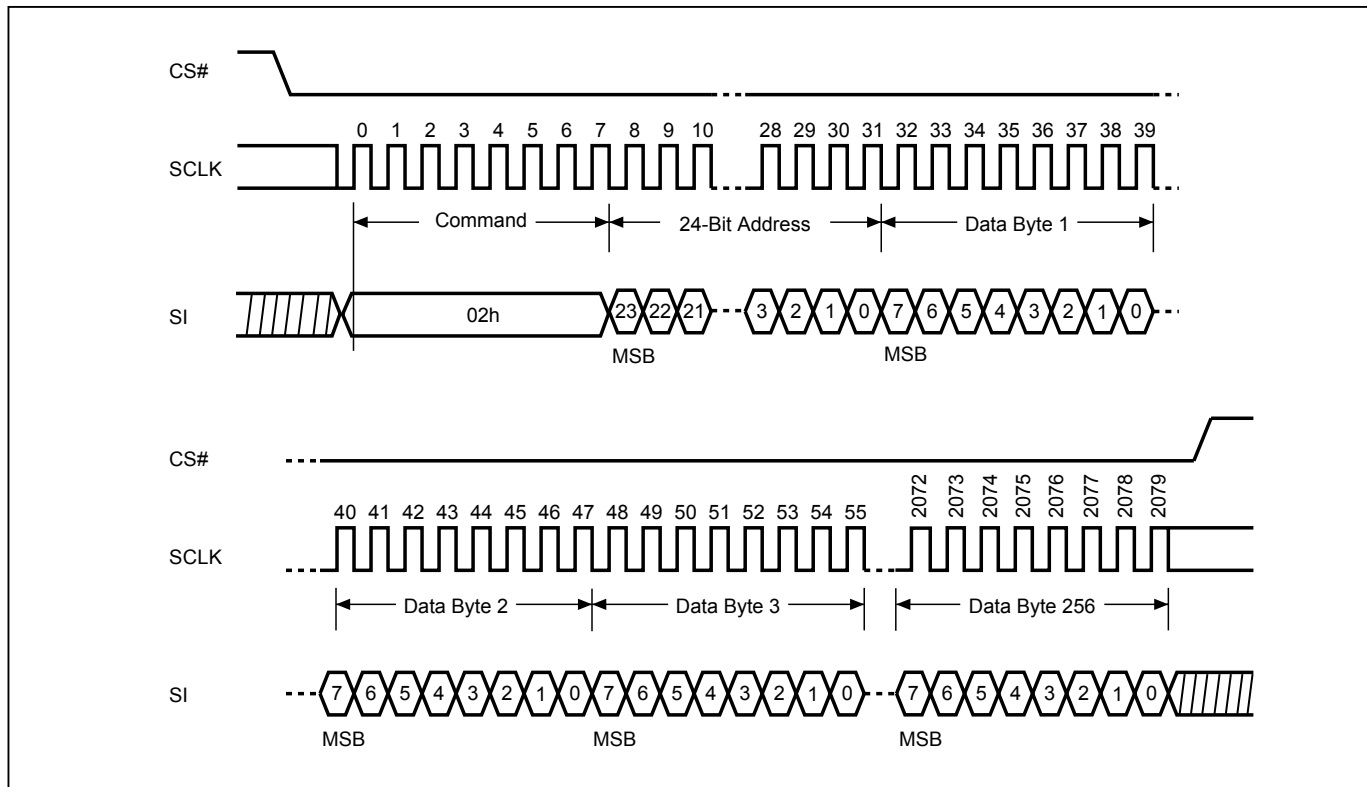 CS#
0 1 2 3 4 5 6 7 8 9 10 28 29 30 31 32 33 34 35 36 37 38 39
SCLK
Command 24-Bit Address Data Byte 1
SI 02h 23 22 21 3 2 1 0 7 6 5 4 3 2 1 0
MSB MSB
CS#
40 41 42 43 44 45 46 47 48 49 50 51 52 53 54 55 2072 2073 2074 2075 2076 2077 2078 2079
SCLK
Data Byte 2 Data Byte 3 Data Byte 256
SI 7 6 5 4 3 2 1 0 7 6 5 4 3 2 1 0 7 6 5 4 3 2 1 0
MSB MSB MSB